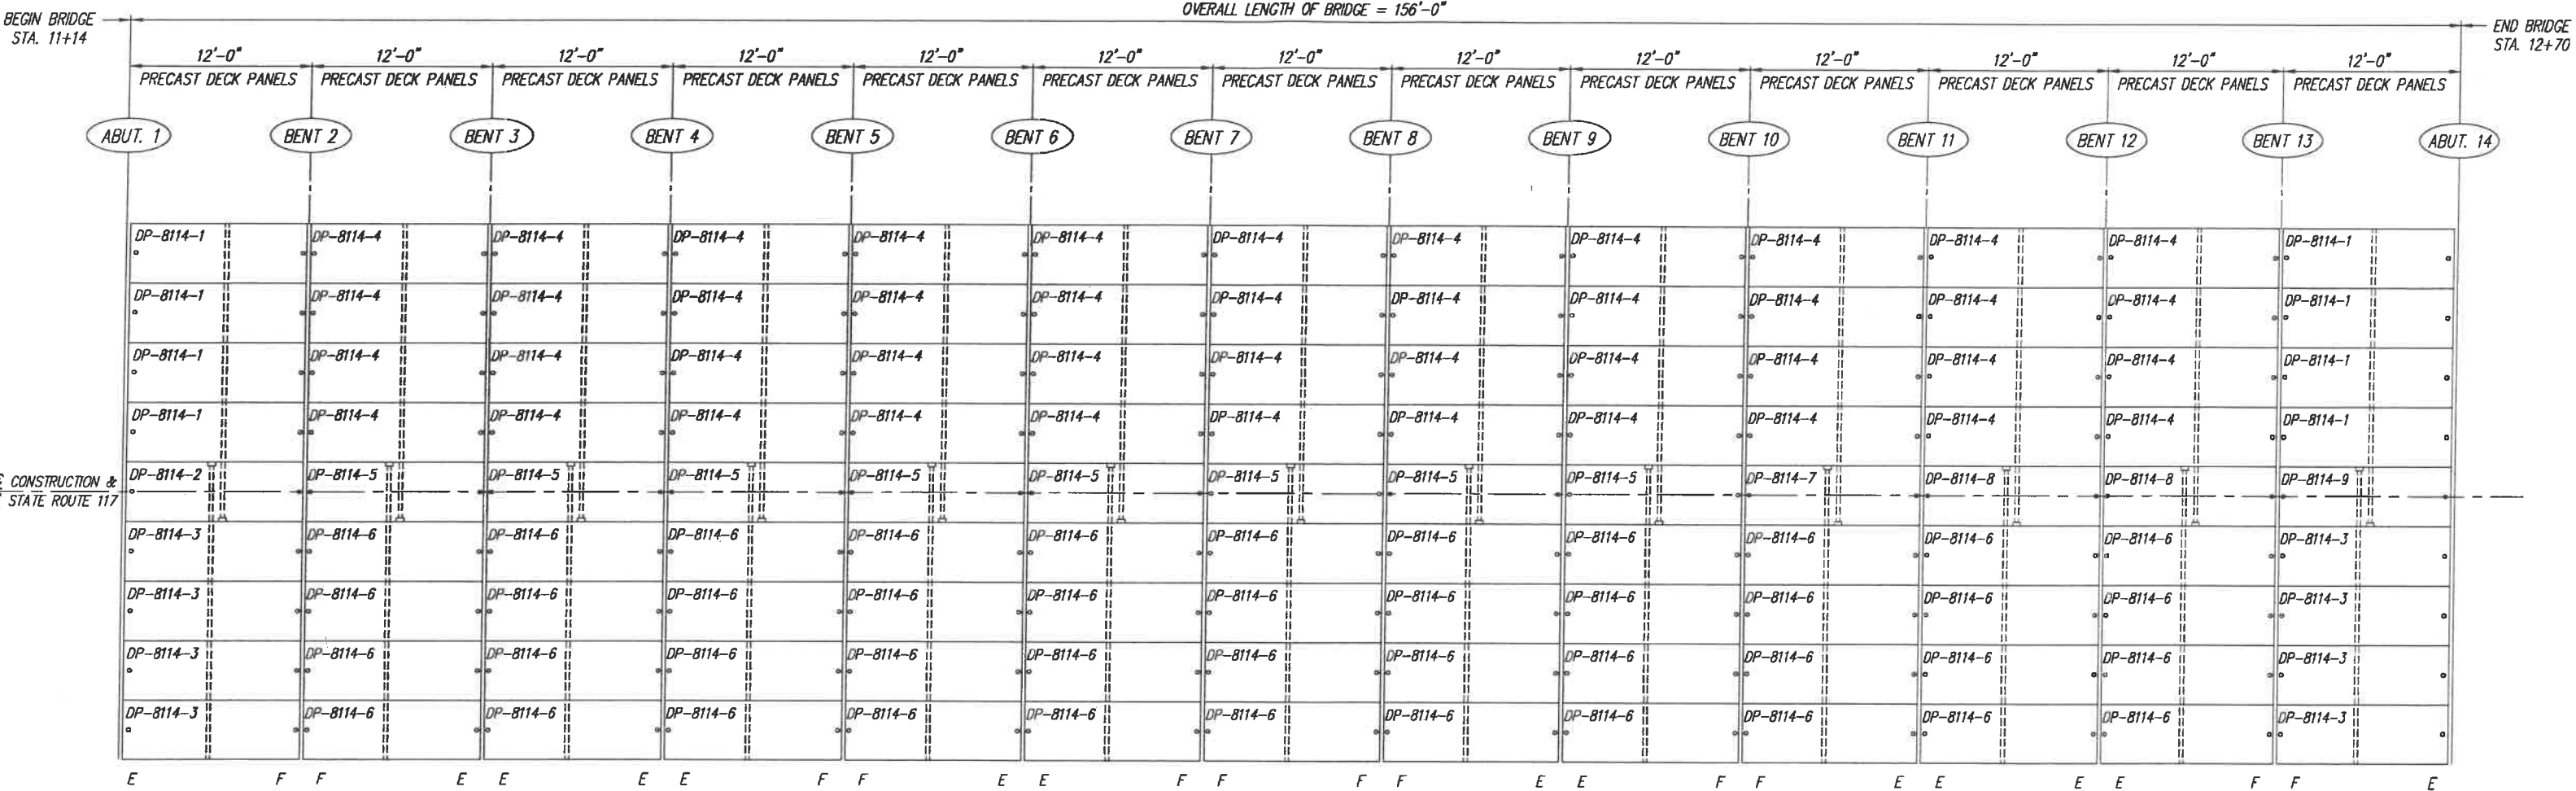 OVERALL LENGTH OF BRIDGE = 156'-0"
BEGIN BRIDGE
STA. 11+14
END BRIDGE
STA. 12+70
12'-0" 12'-0" 12'-0" 12'-0" 12'-0" 12'-0" 12'-0" 12'-0" 12'-0" 12'-0" 12'-0" 12'-0" 12'-0"
PRECAST DECK PANELS PRECAST DECK PANELS PRECAST DECK PANELS PRECAST DECK PANELS PRECAST DECK PANELS PRECAST DECK PANELS PRECAST DECK PANELS PRECAST DECK PANELS PRECAST DECK PANELS PRECAST DECK PANELS PRECAST DECK PANELS PRECAST DECK PANELS PRECAST DECK PANELS
ABUT. 1 BENT 2 BENT 3 BENT 4 BENT 5 BENT 6 BENT 7 BENT 8 BENT 9 BENT 10 BENT 11 BENT 12 BENT 13 ABUT. 14
DP-8114-1 DP-8114-4 DP-8114-4 DP-8114-4 DP-8114-4 DP-8114-4 DP-8114-4 DP-8114-4 DP-8114-4 DP-8114-4 DP-8114-4 DP-8114-4 DP-8114-1
DP-8114-1 DP-8114-4 DP-8114-4 DP-8114-4 DP-8114-4 DP-8114-4 DP-8114-4 DP-8114-4 DP-8114-4 DP-8114-4 DP-8114-4 DP-8114-4 DP-8114-1
DP-8114-1 DP-8114-4 DP-8114-4 DP-8114-4 DP-8114-4 DP-8114-4 DP-8114-4 DP-8114-4 DP-8114-4 DP-8114-4 DP-8114-4 DP-8114-4 DP-8114-1
DP-8114-1 DP-8114-4 DP-8114-4 DP-8114-4 DP-8114-4 DP-8114-4 DP-8114-4 DP-8114-4 DP-8114-4 DP-8114-4 DP-8114-4 DP-8114-4 DP-8114-1
CONSTRUCTION &
STATE ROUTE 117
DP-8114-2 DP-8114-5 DP-8114-5 DP-8114-5 DP-8114-5 DP-8114-5 DP-8114-5 DP-8114-5 DP-8114-5 DP-8114-7 DP-8114-8 DP-8114-8 DP-8114-9
DP-8114-3 DP-8114-6 DP-8114-6 DP-8114-6 DP-8114-6 DP-8114-6 DP-8114-6 DP-8114-6 DP-8114-6 DP-8114-6 DP-8114-6 DP-8114-6 DP-8114-3
DP-8114-3 DP-8114-6 DP-8114-6 DP-8114-6 DP-8114-6 DP-8114-6 DP-8114-6 DP-8114-6 DP-8114-6 DP-8114-6 DP-8114-6 DP-8114-6 DP-8114-3
DP-8114-3 DP-8114-6 DP-8114-6 DP-8114-6 DP-8114-6 DP-8114-6 DP-8114-6 DP-8114-6 DP-8114-6 DP-8114-6 DP-8114-6 DP-8114-6 DP-8114-3
DP-8114-3 DP-8114-6 DP-8114-6 DP-8114-6 DP-8114-6 DP-8114-6 DP-8114-6 DP-8114-6 DP-8114-6 DP-8114-6 DP-8114-6 DP-8114-6 DP-8114-3
E F F E E E E F F E E F F F F E E F F E E E E F F E